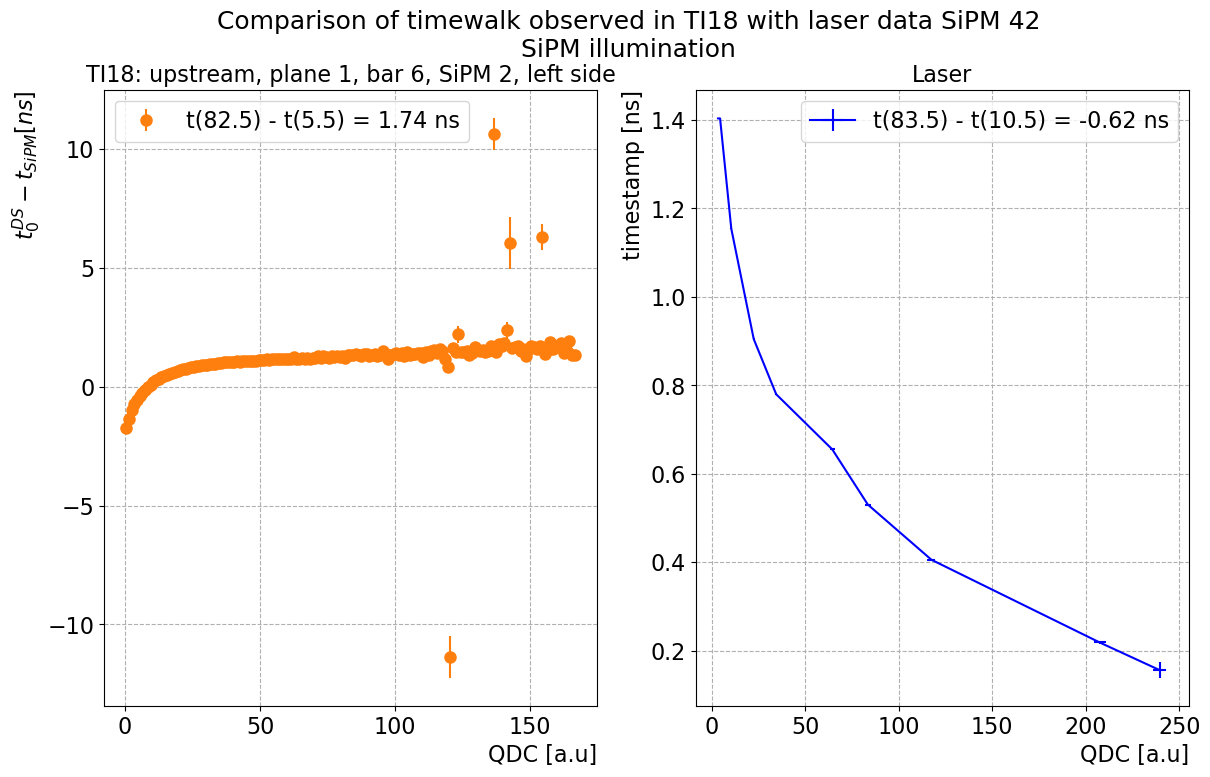 Comparison of timewalk observed in TI18 with laser data SiPM 42
SiPM illumination
TI18: upstream, plane 1, bar 6, SiPM 2, left side
t(82.5) - t(5.5) = 1.74 ns
t₀^DS − t_SiPM[ns]
10
5
0
−5
−10
0 50 100 150
QDC [a.u]
Laser
t(83.5) - t(10.5) = -0.62 ns
timestamp [ns]
1.4
1.2
1.0
0.8
0.6
0.4
0.2
0 50 100 150 200 250
QDC [a.u]